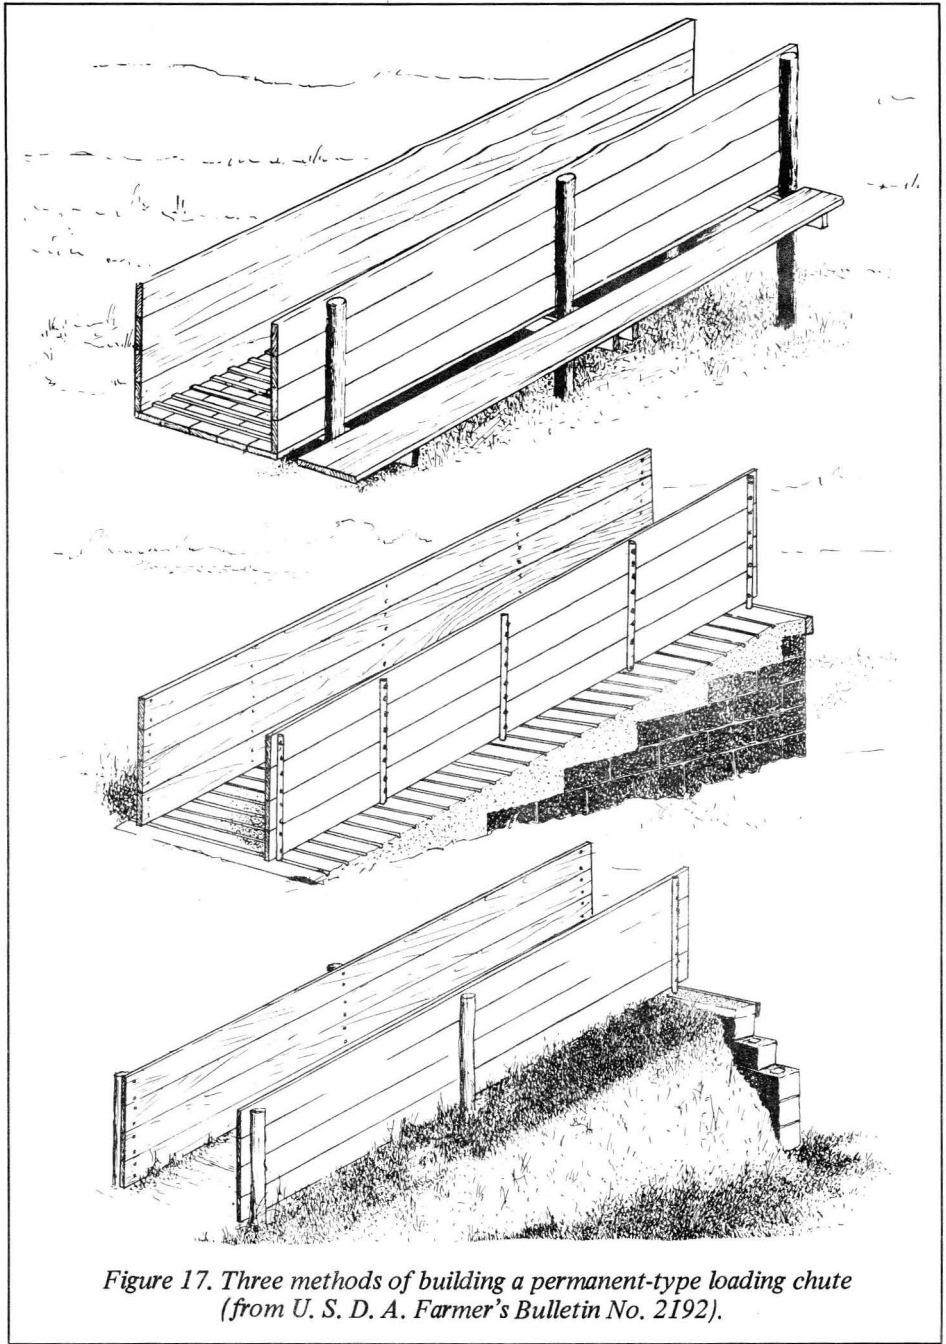 Figure 17. Three methods of building a permanent-type loading chute
(from U. S. D. A. Farmer's Bulletin No. 2192).